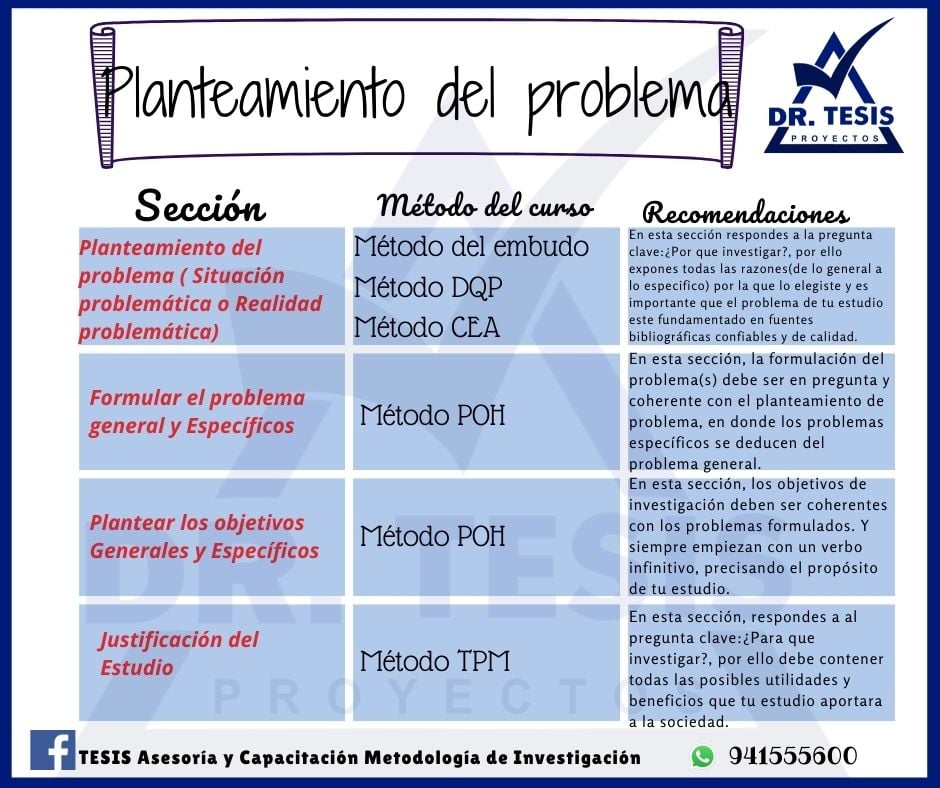 Planteamiento del problema
DR. TESIS
PROYECTOS
Sección
Método del curso
Recomendaciones
Planteamiento del
problema ( Situación
problemática o Realidad
problemática)
Método del embudo
Método DQP
Método CEA
En esta sección respondes a la pregunta
clave:¿Por que investigar?, por ello
expones todas las razones(de lo general a
lo especifico) por la que lo elegiste y es
importante que el problema de tu estudio
este fundamentado en fuentes
bibliográficas confiables y de calidad.
Formular el problema
general y Específicos
Método POH
En esta sección, la formulación del
problema(s) debe ser en pregunta y
coherente con el planteamiento de
problema, en donde los problemas
específicos se deducen del
problema general.
Plantear los objetivos
Generales y Específicos
Método POH
En esta sección, los objetivos de
investigación deben ser coherentes
con los problemas formulados. Y
siempre empiezan con un verbo
infinitivo, precisando el propósito
de tu estudio.
Justificación del
Estudio
Método TPM
En esta sección, respondes a al
pregunta clave:¿Para que
investigar?, por ello debe contener
todas las posibles utilidades y
beneficios que tu estudio aportara
a la sociedad.
DR. TESIS
PROYECTOS
TESIS Asesoría y Capacitación Metodología de Investigación
941555600